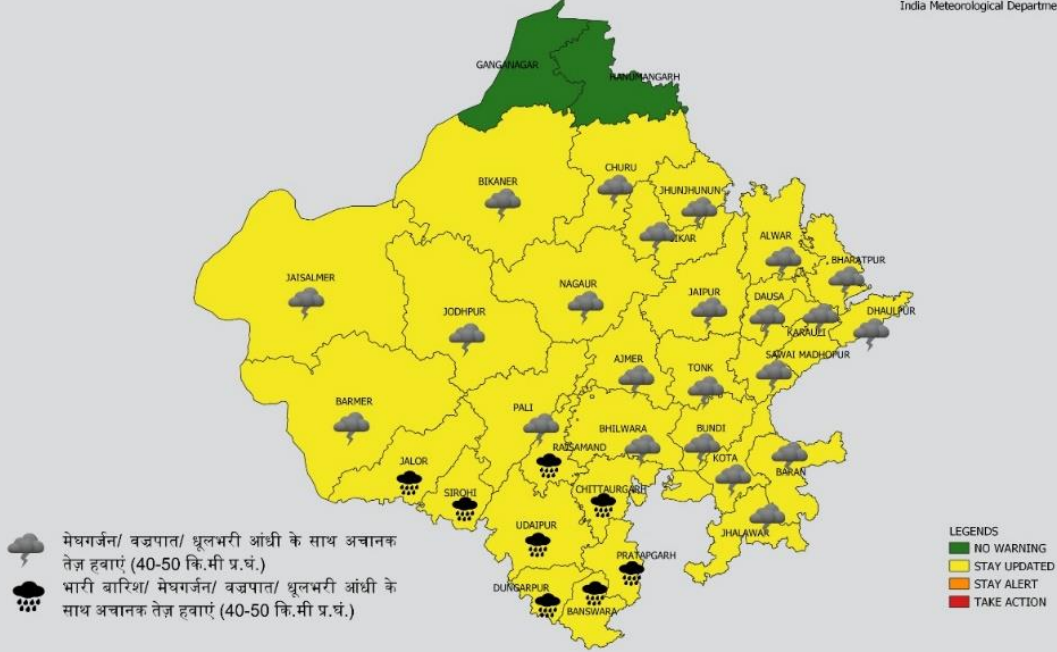 India Meteorological Departme
GANGANAGAR
HANUMANGARH
CHURU
BIKANER
JHUNJHUNUN
SIKAR
ALWAR
BHARATPUR
JAISALMER
NAGAUR
JAIPUR
DAUSA
JODHPUR
DHAULPUR
KARAULI
SAWAI MADHOPUR
AJMER
TONK
BARMER
PALI
BHILWARA
BUNDI
RAJSAMAND
KOTA
JALOR
BARAN
SIROHI
CHITTAURGARH
UDAIPUR
JHALAWAR
PRATAPGARH
DUNGARPUR
BANSWARA
मेघगर्जन/ वज्रपात/ धूलभरी आंधी के साथ अचानक
तेज़ हवाएं (40-50 कि.मी प्र.घं.)
भारी बारिश/ मेघगर्जन/ वज्रपात/ धूलभरी आंधी के
साथ अचानक तेज़ हवाएं (40-50 कि.मी प्र.घं.)
LEGENDS
NO WARNING
STAY UPDATED
STAY ALERT
TAKE ACTION